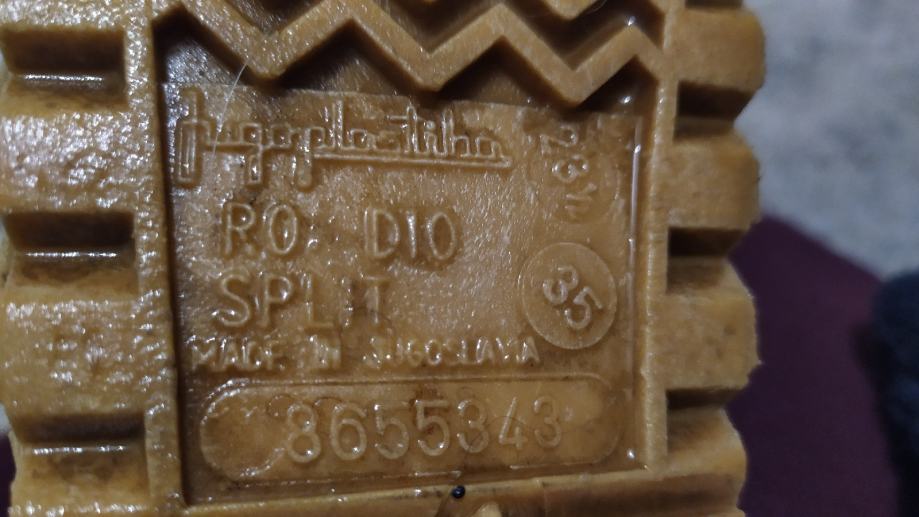 jugoplastika
RO DIO
SPLIT
MADE IN JUGOSLAVIA
35
8655343